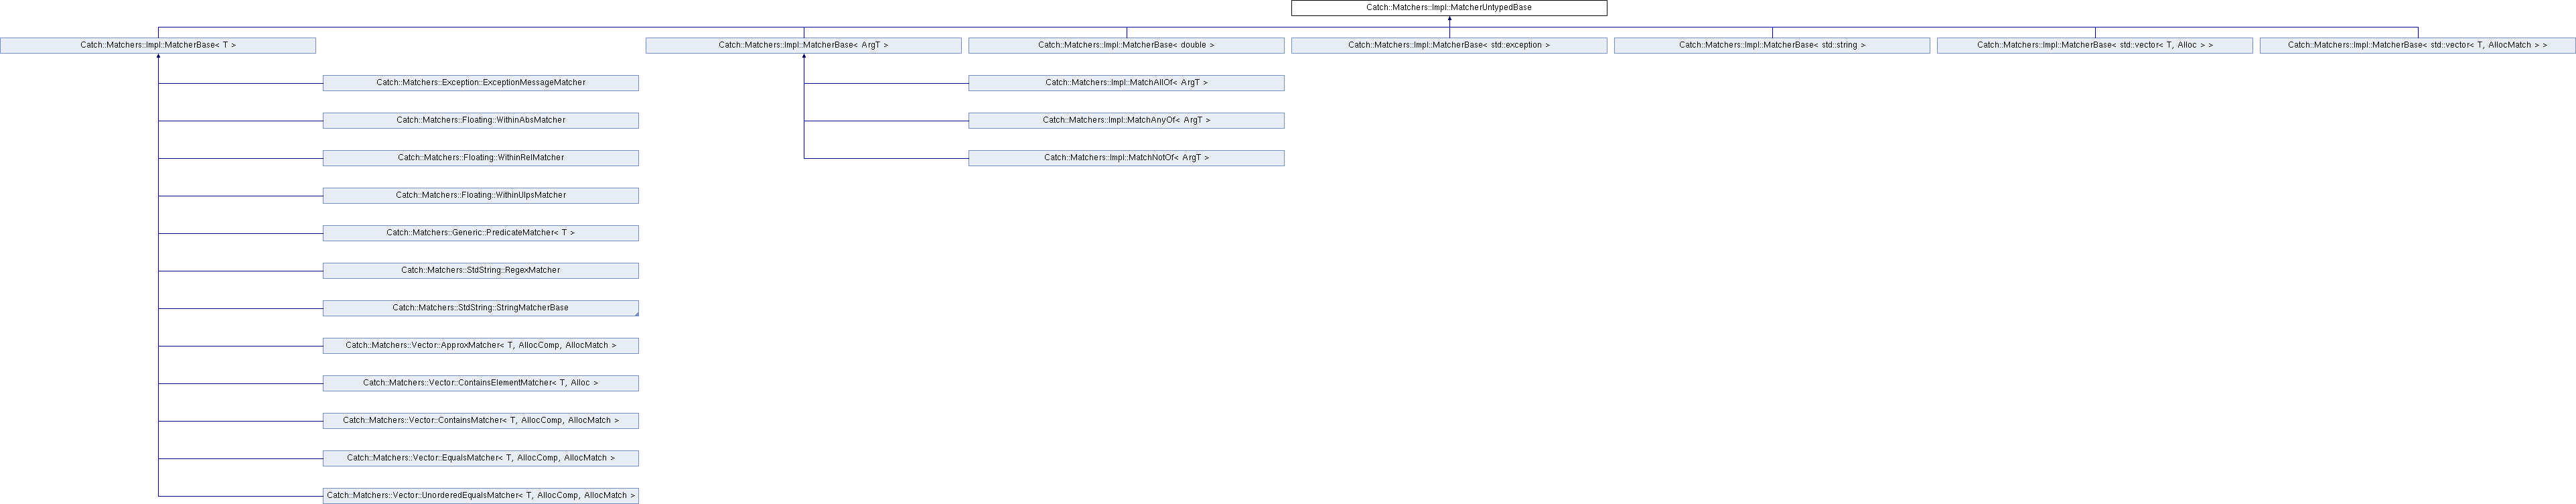 Catch::Matchers::Impl::MatcherUntypedBase
Catch::Matchers::Impl::MatcherBase< T >
Catch::Matchers::Impl::MatcherBase< ArgT >
Catch::Matchers::Impl::MatcherBase< double >
Catch::Matchers::Impl::MatcherBase< std::exception >
Catch::Matchers::Impl::MatcherBase< std::string >
Catch::Matchers::Impl::MatcherBase< std::vector< T, Alloc > >
Catch::Matchers::Impl::MatcherBase< std::vector< T, AllocMatch > >
Catch::Matchers::Exception::ExceptionMessageMatcher
Catch::Matchers::Impl::MatchAllOf< ArgT >
Catch::Matchers::Floating::WithinAbsMatcher
Catch::Matchers::Impl::MatchAnyOf< ArgT >
Catch::Matchers::Floating::WithinRelMatcher
Catch::Matchers::Impl::MatchNotOf< ArgT >
Catch::Matchers::Floating::WithinUlpsMatcher
Catch::Matchers::Generic::PredicateMatcher< T >
Catch::Matchers::StdString::RegexMatcher
Catch::Matchers::StdString::StringMatcherBase
Catch::Matchers::Vector::ApproxMatcher< T, AllocComp, AllocMatch >
Catch::Matchers::Vector::ContainsElementMatcher< T, Alloc >
Catch::Matchers::Vector::ContainsMatcher< T, AllocComp, AllocMatch >
Catch::Matchers::Vector::EqualsMatcher< T, AllocComp, AllocMatch >
Catch::Matchers::Vector::UnorderedEqualsMatcher< T, AllocComp, AllocMatch >